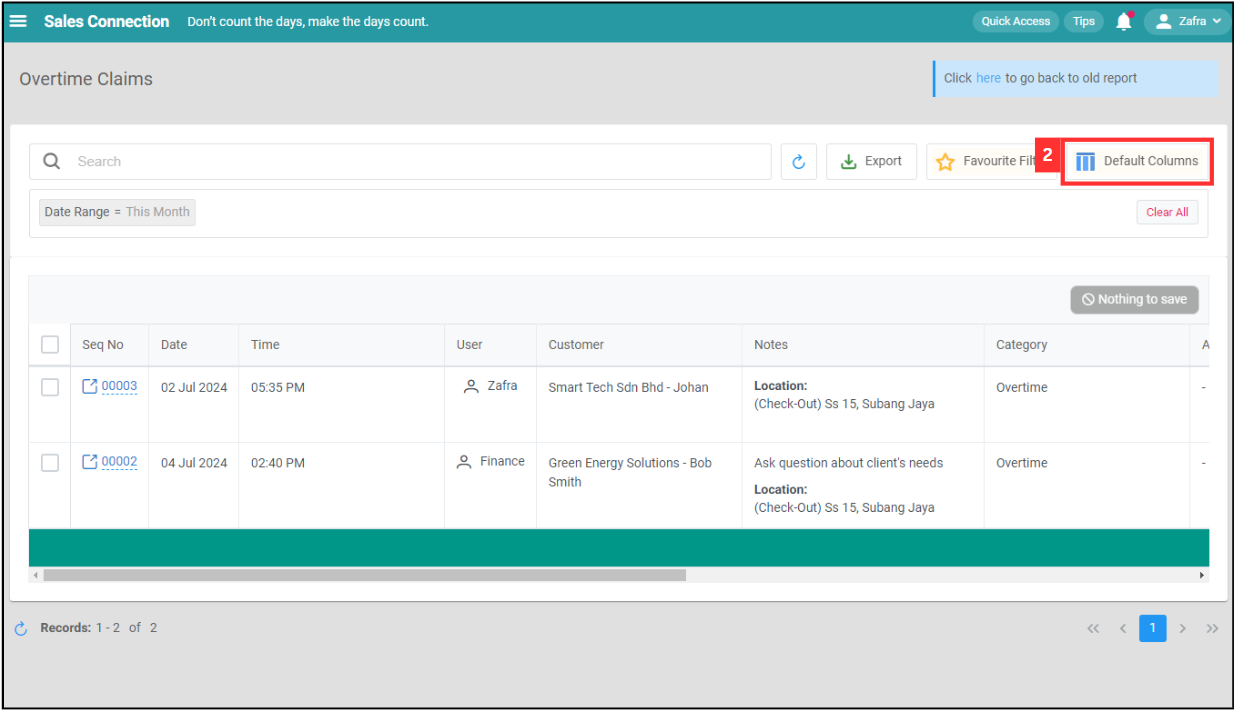 Sales Connection Don't count the days, make the days count. Quick Access Tips Zafra
Overtime Claims
Click here to go back to old report
Search Export Favourite Filt 2 Default Columns
Date Range = This Month Clear All
Nothing to save
Seq No Date Time User Customer Notes Category A
00003 02 Jul 2024 05:35 PM Zafra Smart Tech Sdn Bhd - Johan Location: Overtime -
(Check-Out) Ss 15, Subang Jaya
00002 04 Jul 2024 02:40 PM Finance Green Energy Solutions - Bob Ask question about client's needs Overtime -
Smith Location:
(Check-Out) Ss 15, Subang Jaya
Records: 1 - 2 of 2 << < 1 > >>